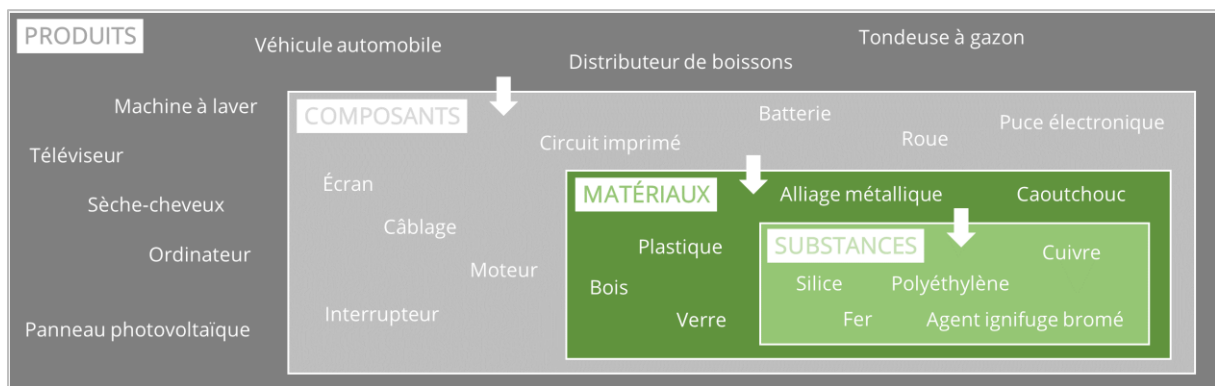 PRODUITS
Véhicule automobile
Tondeuse à gazon
Distributeur de boissons
Machine à laver
Téléviseur
Sèche-cheveux
Ordinateur
Panneau photovoltaïque
COMPOSANTS
Batterie
Puce électronique
Circuit imprimé
Roue
Écran
Câblage
Moteur
Interrupteur
MATÉRIAUX
Alliage métallique
Caoutchouc
Plastique
Bois
Verre
SUBSTANCES
Cuivre
Silice
Polyéthylène
Fer
Agent ignifuge bromé